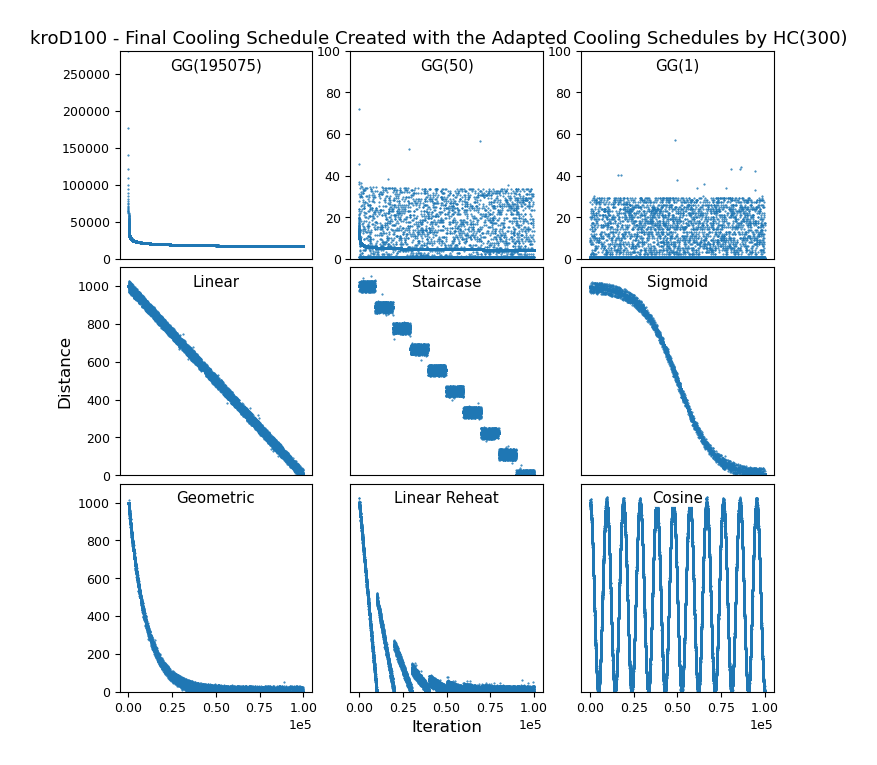 kroD100 - Final Cooling Schedule Created with the Adapted Cooling Schedules by HC(300)
GG(195075)
GG(50)
GG(1)
250000
200000
150000
100000
50000
0
100
80
60
40
20
0
100
80
60
40
20
0
Linear
Staircase
Sigmoid
Distance
1000
800
600
400
200
0
Geometric
Linear Reheat
Cosine
1000
800
600
400
200
0
0.00 0.25 0.50 0.75 1.00
1e5
0.00 0.25 0.50 0.75 1.00
1e5
0.00 0.25 0.50 0.75 1.00
1e5
Iteration